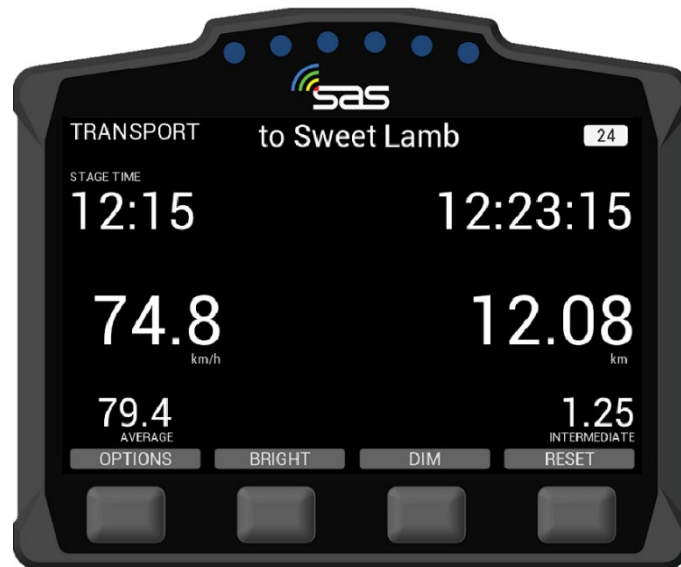 sas
TRANSPORT to Sweet Lamb 24
STAGE TIME
12:15 12:23:15
74.8 12.08
km/h km
79.4 1.25
AVERAGE INTERMEDIATE
OPTIONS BRIGHT DIM RESET